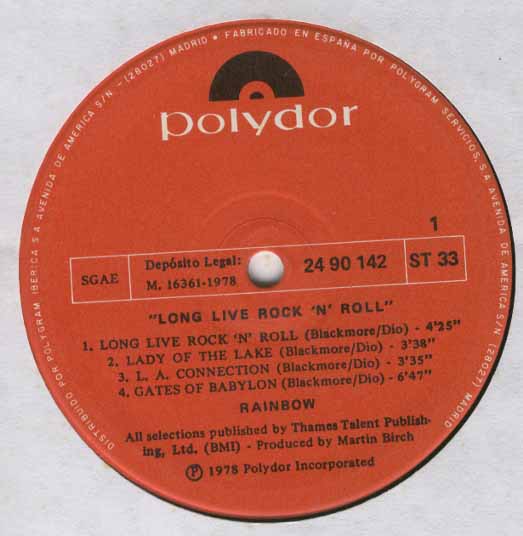 DISTRIBUIDO POR POLYGRAM IBERICA S A AVENIDA DE AMERICA S/N - (28027) MADRID • FABRICADO EN ESPAÑA POR POLYGRAM SERVICIOS, S.A. AVENIDA DE AMERICA S/N (28027) MADRID
polydor
1
SGAE
Depósito Legal:
M. 16361-1978
24 90 142
ST 33
"LONG LIVE ROCK 'N' ROLL"
1. LONG LIVE ROCK 'N' ROLL (Blackmore/Dio) - 4'25"
2. LADY OF THE LAKE (Blackmore/Dio) - 3'38"
3. L. A. CONNECTION (Blackmore/Dio) - 3'35"
4. GATES OF BABYLON (Blackmore/Dio) - 6'47"
RAINBOW
All selections published by Thames Talent Publish-
ing, Ltd. (BMI) - Produced by Martin Birch
℗ 1978 Polydor Incorporated